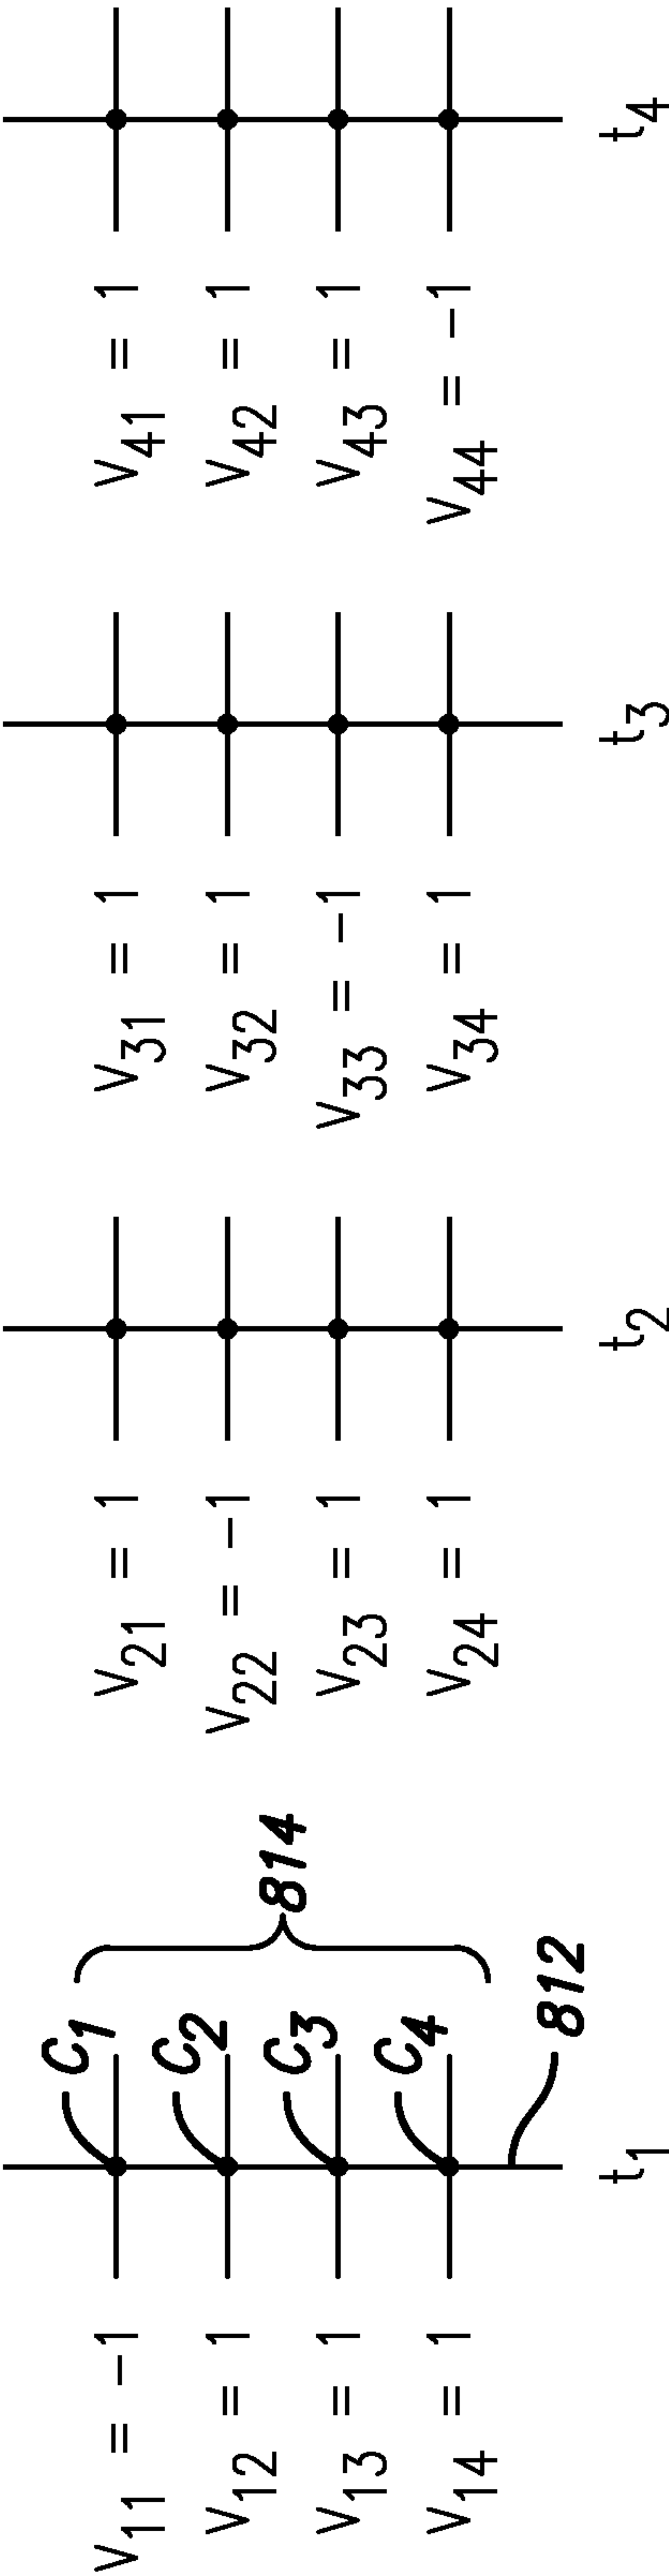 V11 = -1
V12 = 1
V13 = 1
V14 = 1
C1
C2
C3
C4
814
812
t1
V21 = 1
V22 = -1
V23 = 1
V24 = 1
t2
V31 = 1
V32 = 1
V33 = -1
V34 = 1
t3
V41 = 1
V42 = 1
V43 = 1
V44 = -1
t4